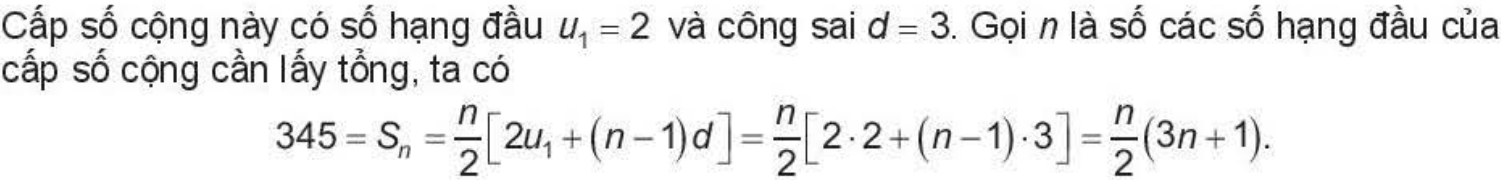 Cấp số cộng này có số hạng đầu u₁ = 2 và công sai d = 3. Gọi n là số các số hạng đầu của
cấp số cộng cần lấy tổng, ta có
345 = Sₙ = n/2[2u₁ + (n − 1)d] = n/2[2·2 + (n − 1)·3] = n/2(3n + 1).